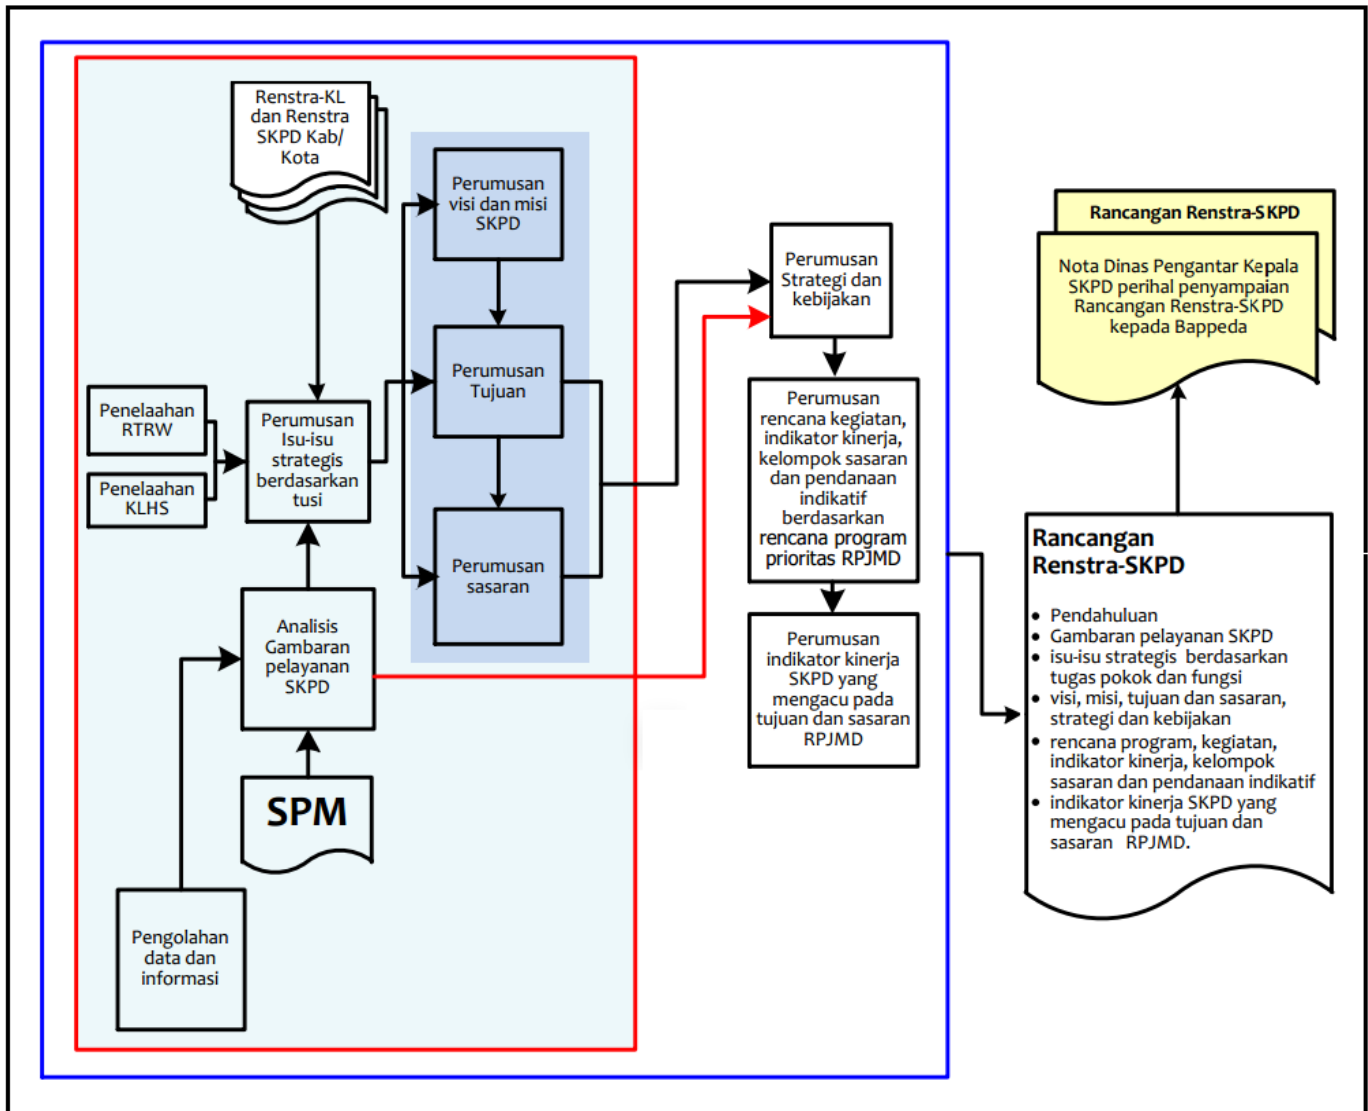 Renstra-KL
dan Renstra
SKPD Kab/
Kota
Perumusan
visi dan misi
SKPD
Perumusan
Tujuan
Perumusan
sasaran
Penelaahan
RTRW
Penelaahan
KLHS
Perumusan
Isu-isu
strategis
berdasarkan
tusi
Analisis
Gambaran
pelayanan
SKPD
SPM
Pengolahan
data dan
informasi
Perumusan
Strategi dan
kebijakan
Perumusan
rencana kegiatan,
indikator kinerja,
kelompok sasaran
dan pendanaan
indikatif
berdasarkan
rencana program
prioritas RPJMD
Perumusan
indikator kinerja
SKPD yang
mengacu pada
tujuan dan sasaran
RPJMD
Rancangan Renstra-SKPD
Nota Dinas Pengantar Kepala
SKPD perihal penyampaian
Rancangan Renstra-SKPD
kepada Bappeda
Rancangan
Renstra-SKPD
• Pendahuluan
• Gambaran pelayanan SKPD
• isu-isu strategis berdasarkan
tugas pokok dan fungsi
• visi, misi, tujuan dan sasaran,
strategi dan kebijakan
• rencana program, kegiatan,
indikator kinerja, kelompok
sasaran dan pendanaan indikatif
• indikator kinerja SKPD yang
mengacu pada tujuan dan
sasaran RPJMD.